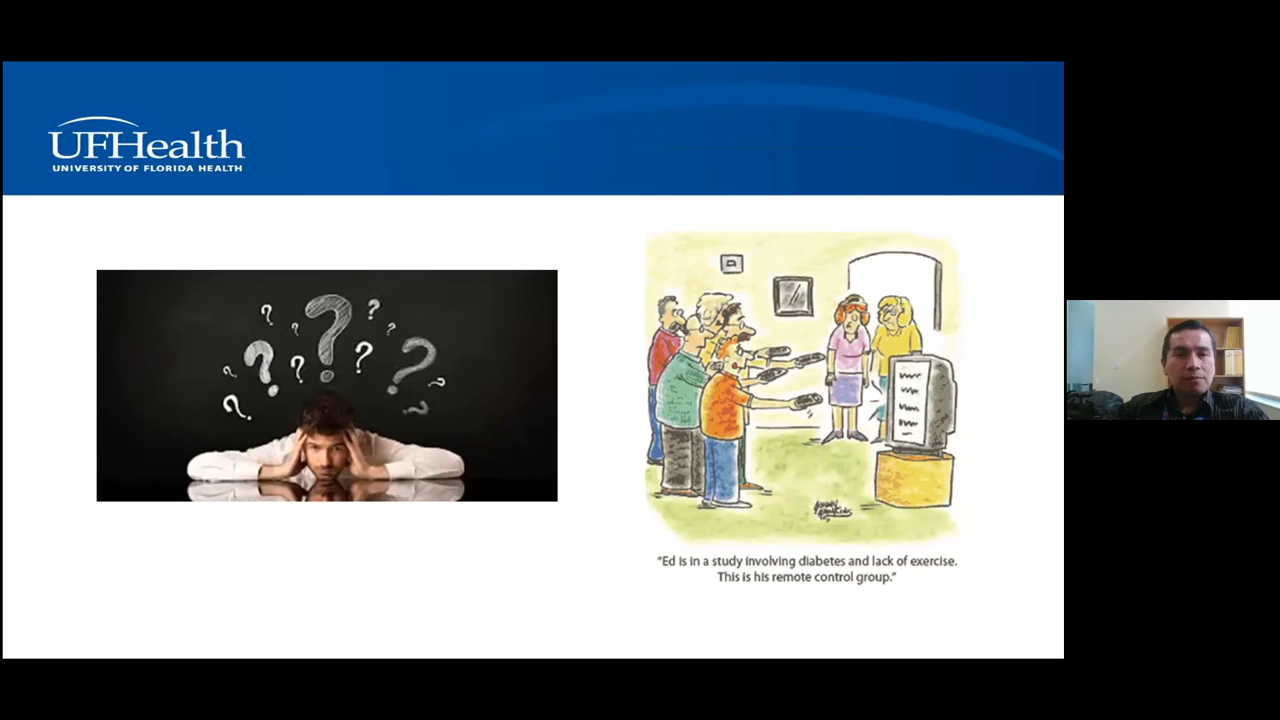 UFHealth
UNIVERSITY OF FLORIDA HEALTH
"Ed is in a study involving diabetes and lack of exercise.
This is his remote control group."